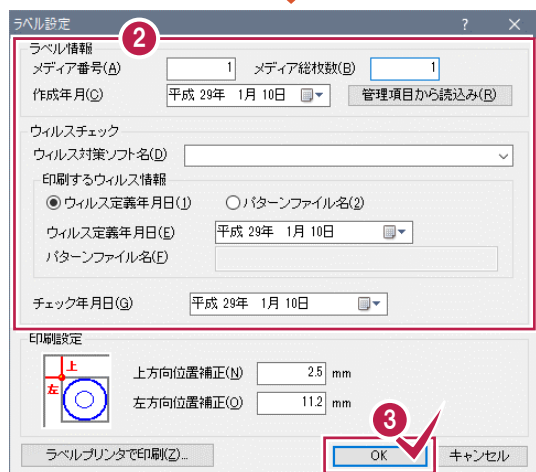 ラベル設定 ? ×
2
ラベル情報
メディア番号(A) 1 メディア総枚数(B) 1
作成年月(C) 平成 29年 1月 10日 管理項目から読込み(R)
ウィルスチェック
ウィルス対策ソフト名(D)
印刷するウィルス情報
ウィルス定義年月日(1) パターンファイル名(2)
ウィルス定義年月日(E) 平成 29年 1月 10日
パターンファイル名(F)
チェック年月日(G) 平成 29年 1月 10日
印刷設定
上
左
上方向位置補正(N) 2.5 mm
左方向位置補正(O) 11.2 mm
3
ラベルプリンタで印刷(Z)... OK キャンセル